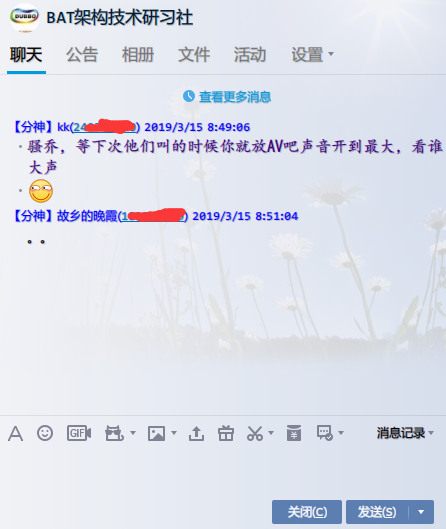 DUBBO
BAT架构技术研习社
聊天 公告 相册 文件 活动 设置
查看更多消息
【分神】kk(24 ) 2019/3/15 8:49:06
骚乔，等下次他们叫的时候你就放AV吧声音开到最大，看谁
大声
【分神】故乡的晚霞(1 ) 2019/3/15 8:51:04
。。
GIF
消息记录
关闭(C) 发送(S)